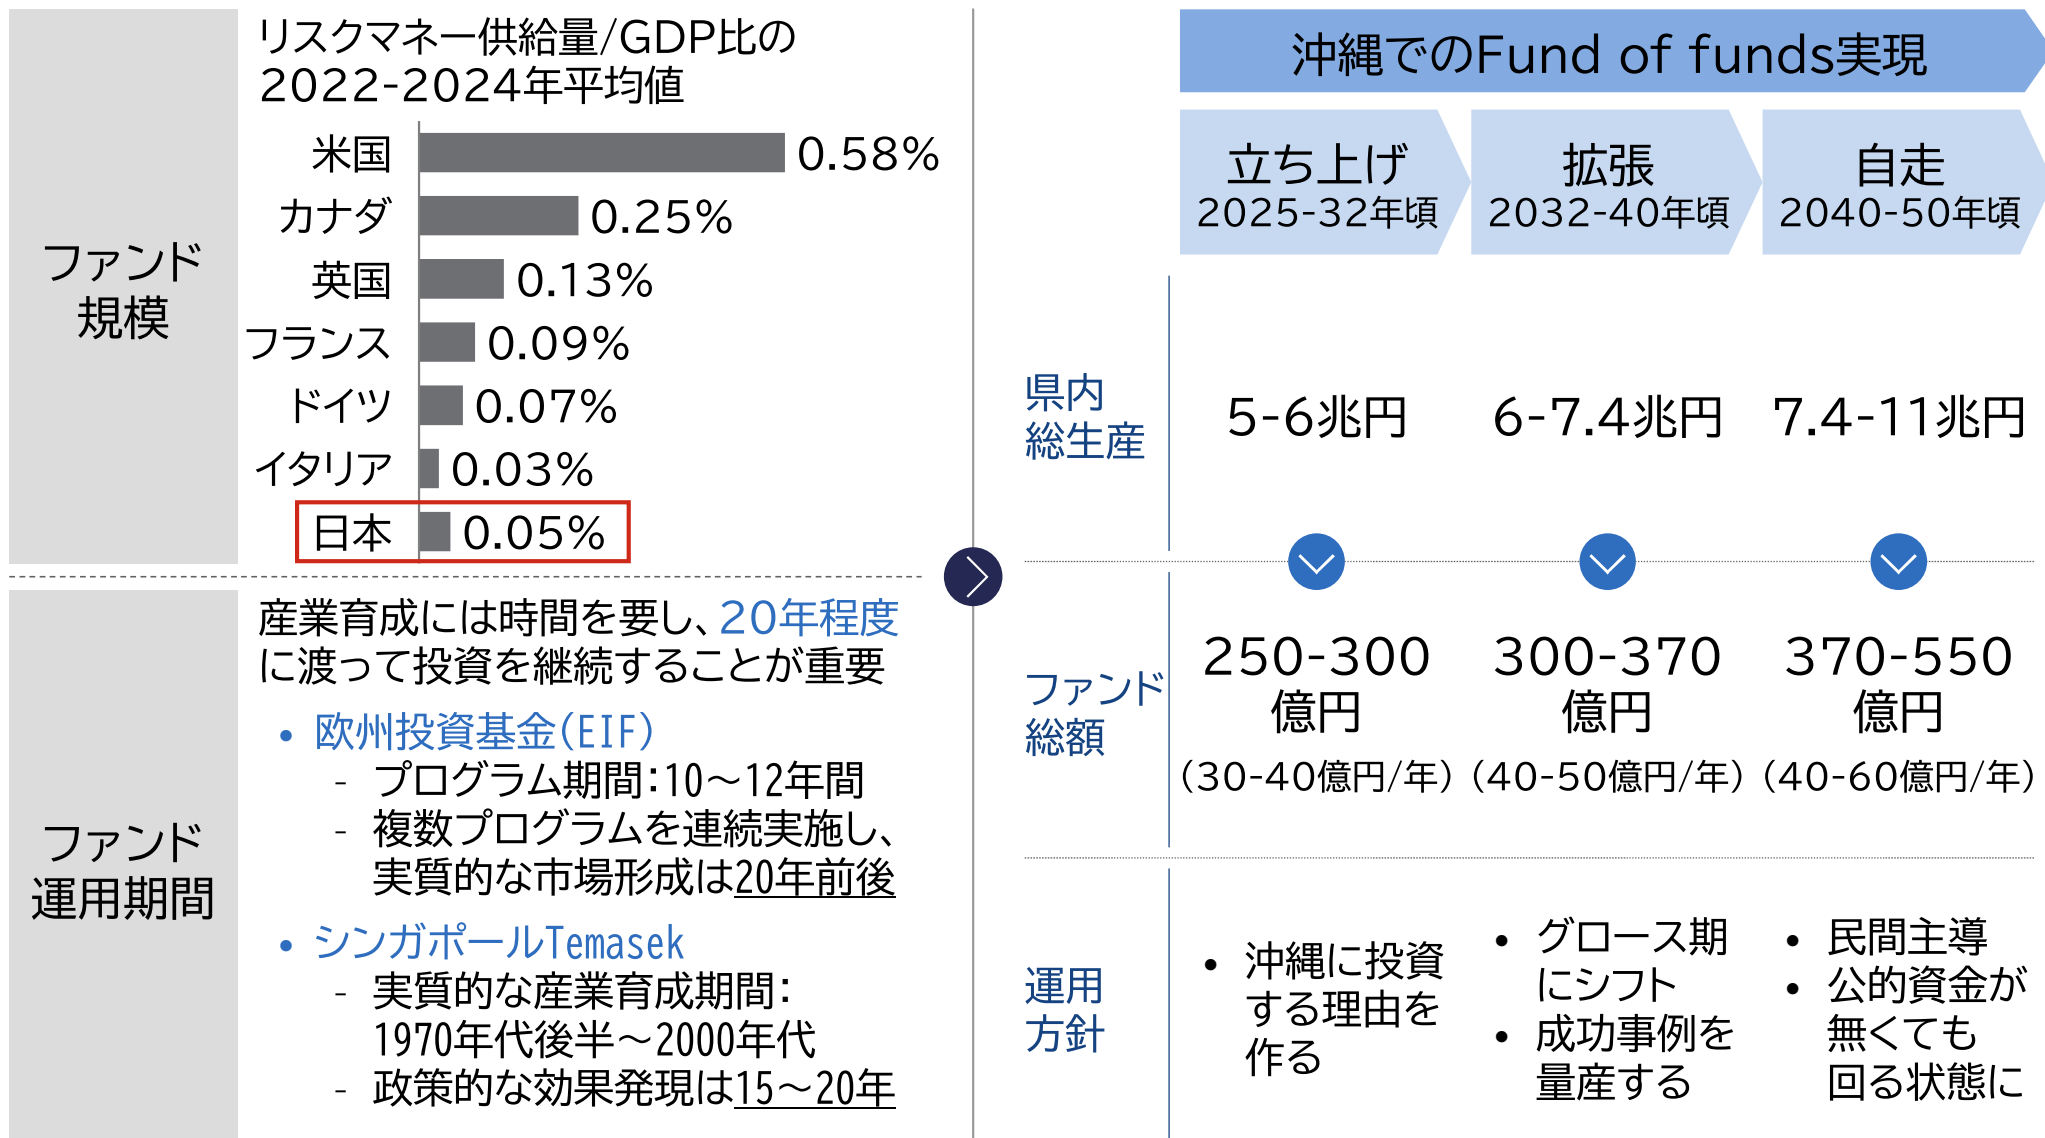 ファンド
規模
リスクマネー供給量/GDP比の
2022-2024年平均値
米国 0.58%
カナダ 0.25%
英国 0.13%
フランス 0.09%
ドイツ 0.07%
イタリア 0.03%
日本 0.05%
ファンド
運用期間
産業育成には時間を要し、20年程度
に渡って投資を継続することが重要
• 欧州投資基金(EIF)
- プログラム期間：10～12年間
- 複数プログラムを連続実施し、
実質的な市場形成は20年前後
• シンガポールTemasek
- 実質的な産業育成期間：
1970年代後半～2000年代
- 政策的な効果発現は15～20年
沖縄でのFund of funds実現
立ち上げ
2025-32年頃
拡張
2032-40年頃
自走
2040-50年頃
県内
総生産
5-6兆円
6-7.4兆円
7.4-11兆円
ファンド
総額
250-300
億円
(30-40億円/年)
300-370
億円
(40-50億円/年)
370-550
億円
(40-60億円/年)
運用
方針
• 沖縄に投資
する理由を
作る
• グロース期
にシフト
• 成功事例を
量産する
• 民間主導
• 公的資金が
無くても
回る状態に